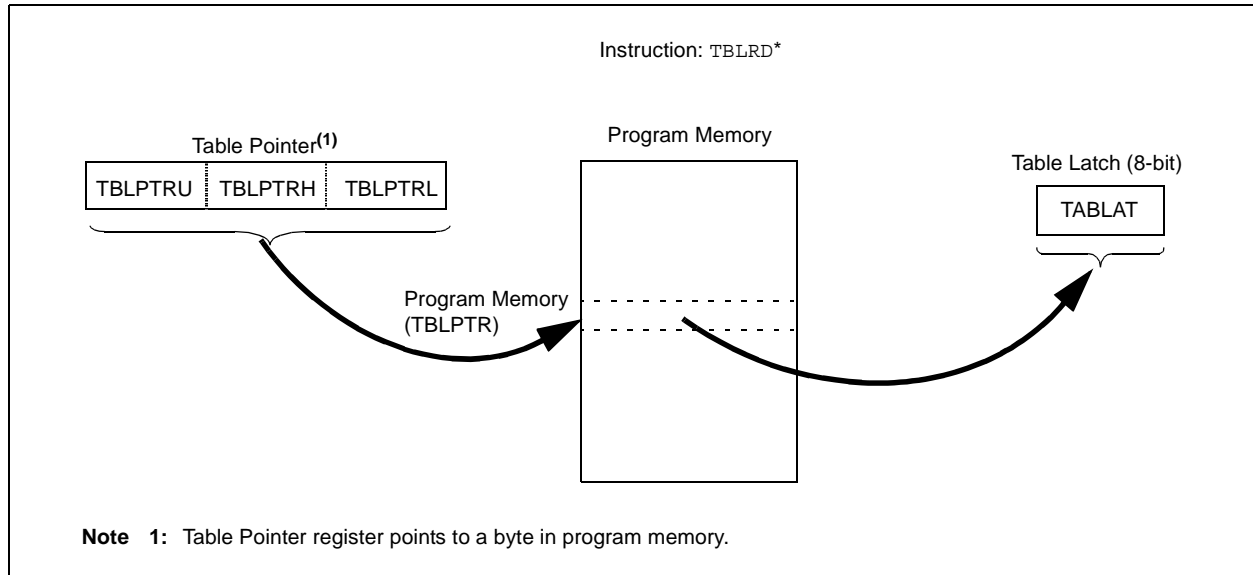 Instruction: TBLRD*
Table Pointer(1)
TBLPTRU TBLPTRH TBLPTRL
Program Memory
Table Latch (8-bit)
TABLAT
Program Memory
(TBLPTR)
Note 1: Table Pointer register points to a byte in program memory.